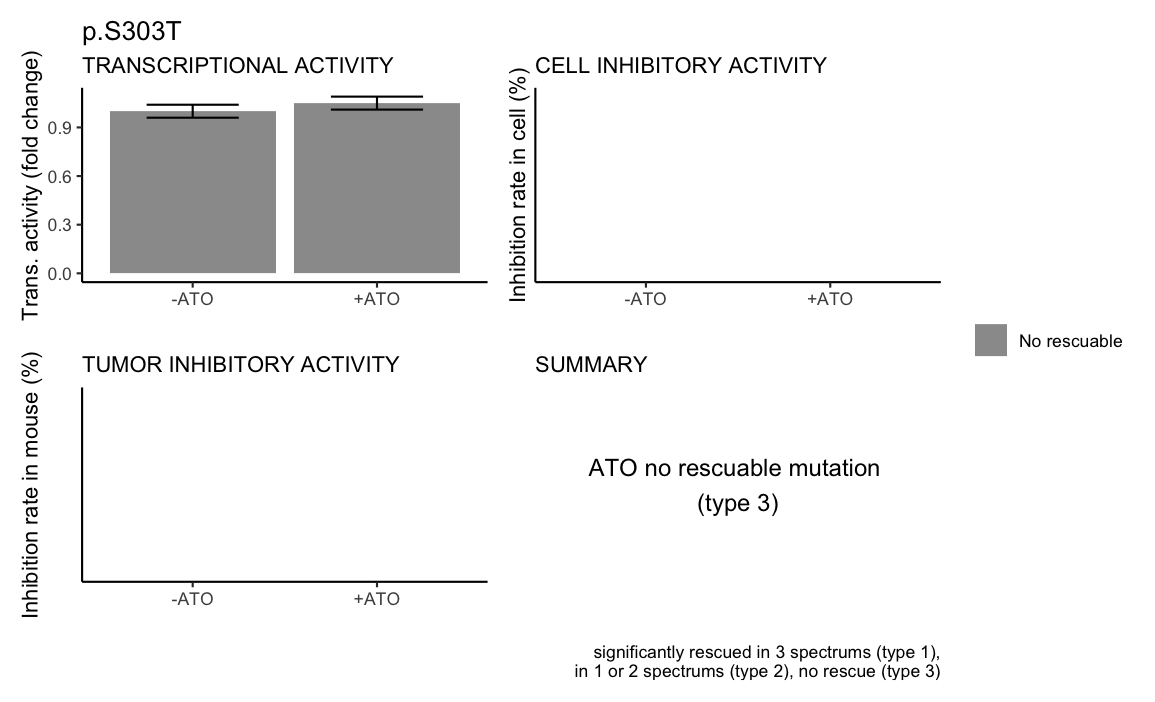 p.S303T
TRANSCRIPTIONAL ACTIVITY
Trans. activity (fold change)
0.9
0.6
0.3
0.0
-ATO
+ATO
CELL INHIBITORY ACTIVITY
Inhibition rate in cell (%)
-ATO
+ATO
No rescuable
TUMOR INHIBITORY ACTIVITY
Inhibition rate in mouse (%)
-ATO
+ATO
SUMMARY
ATO no rescuable mutation
(type 3)
significantly rescued in 3 spectrums (type 1),
in 1 or 2 spectrums (type 2), no rescue (type 3)